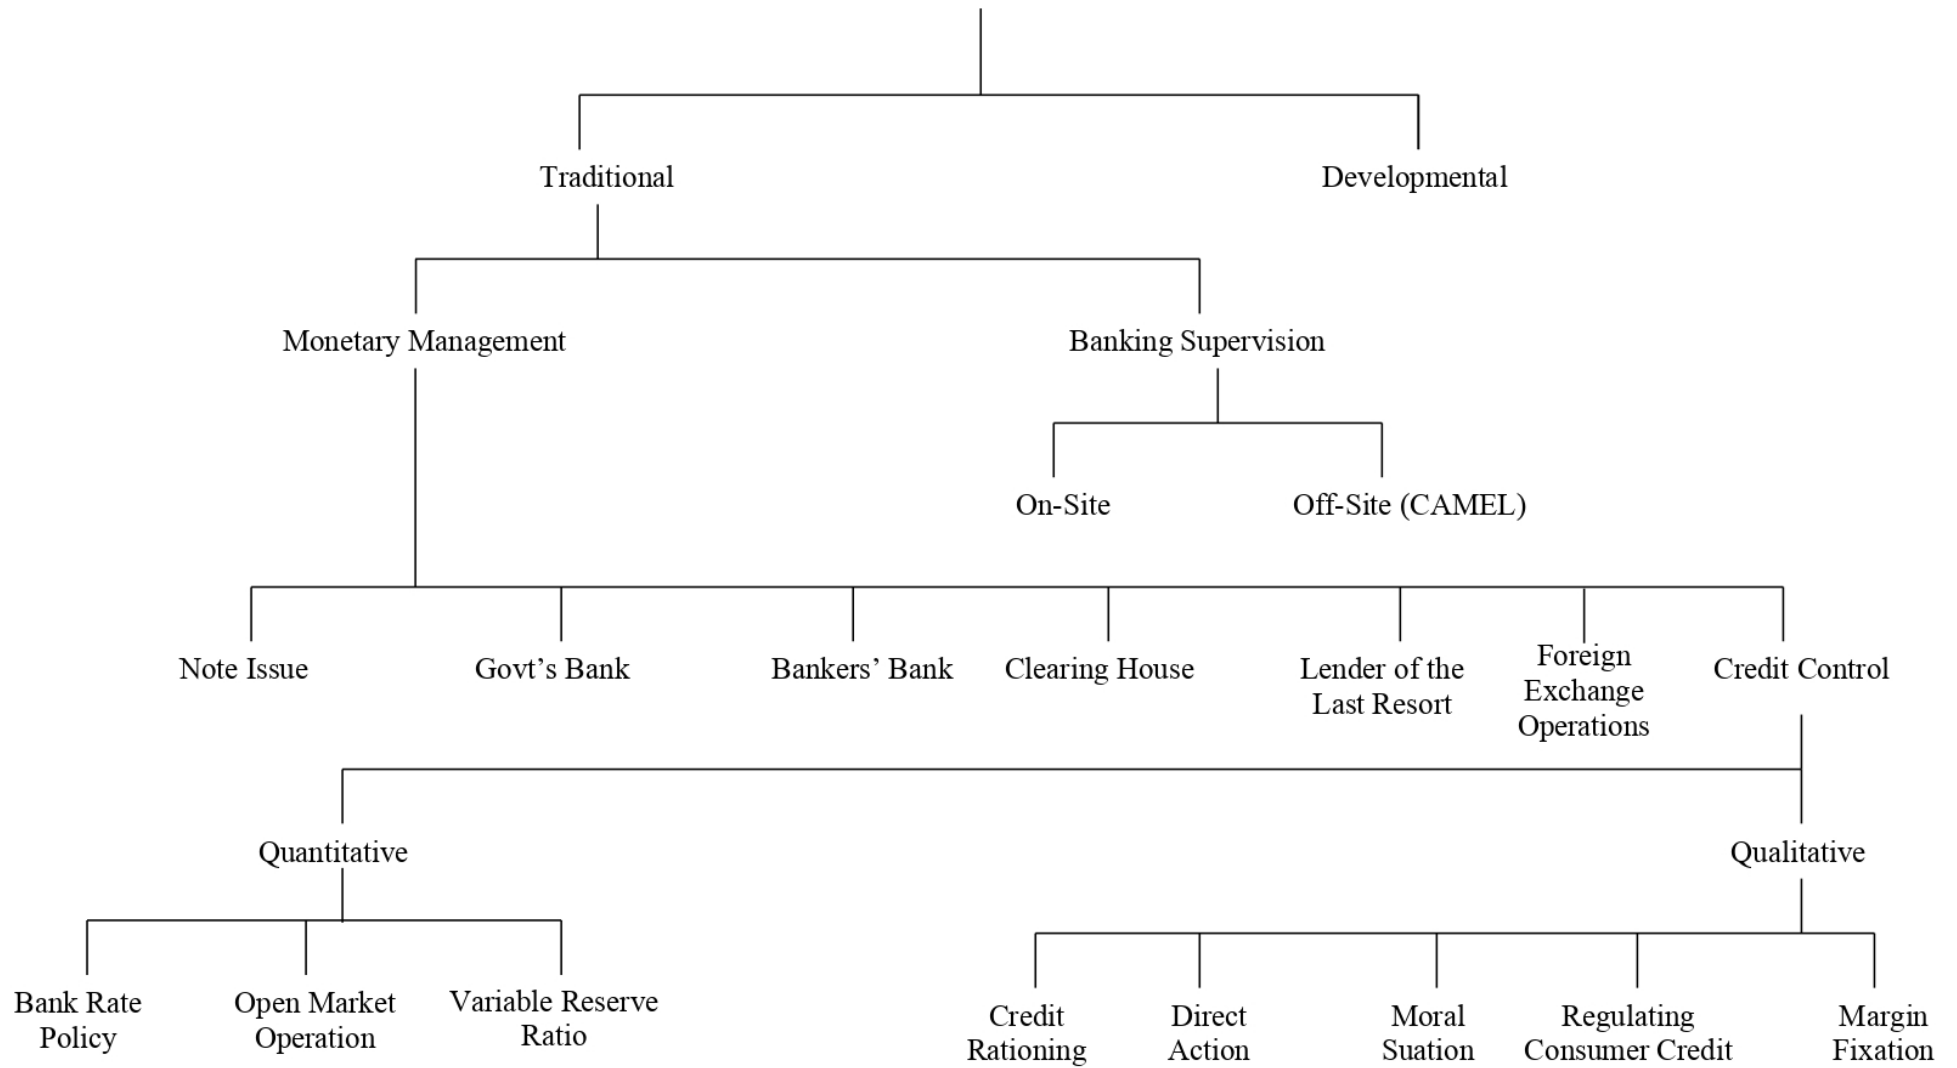 Traditional
Developmental
Monetary Management
Banking Supervision
On-Site
Off-Site (CAMEL)
Note Issue
Govt’s Bank
Bankers’ Bank
Clearing House
Lender of the
Last Resort
Foreign
Exchange
Operations
Credit Control
Quantitative
Qualitative
Bank Rate
Policy
Open Market
Operation
Variable Reserve
Ratio
Credit
Rationing
Direct
Action
Moral
Suation
Regulating
Consumer Credit
Margin
Fixation